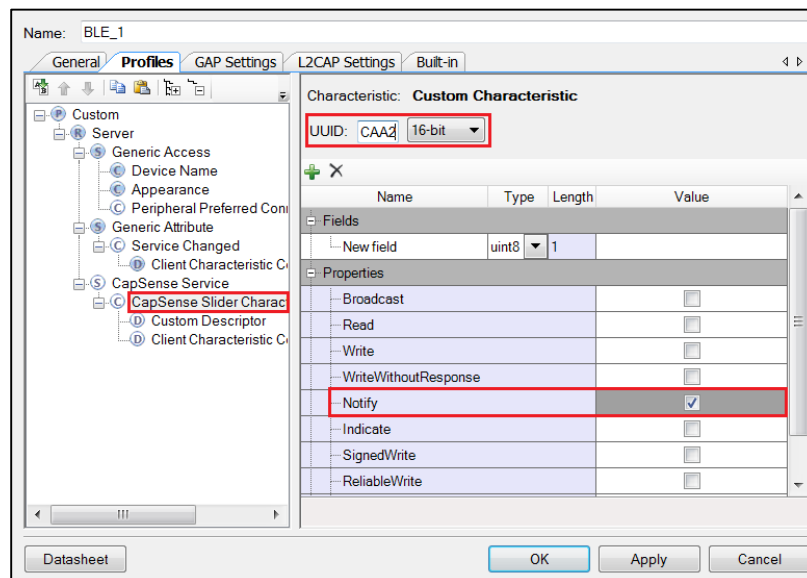 Name: BLE_1
General Profiles GAP Settings L2CAP Settings Built-in
Custom
Server
Generic Access
Device Name
Appearance
Peripheral Preferred Conn
Generic Attribute
Service Changed
Client Characteristic C
CapSense Service
CapSense Slider Charact
Custom Descriptor
Client Characteristic C
Characteristic: Custom Characteristic
UUID: CAA2 16-bit
Name Type Length Value
Fields
New field uint8 1
Properties
Broadcast
Read
Write
WriteWithoutResponse
Notify
Indicate
SignedWrite
ReliableWrite
Datasheet OK Apply Cancel